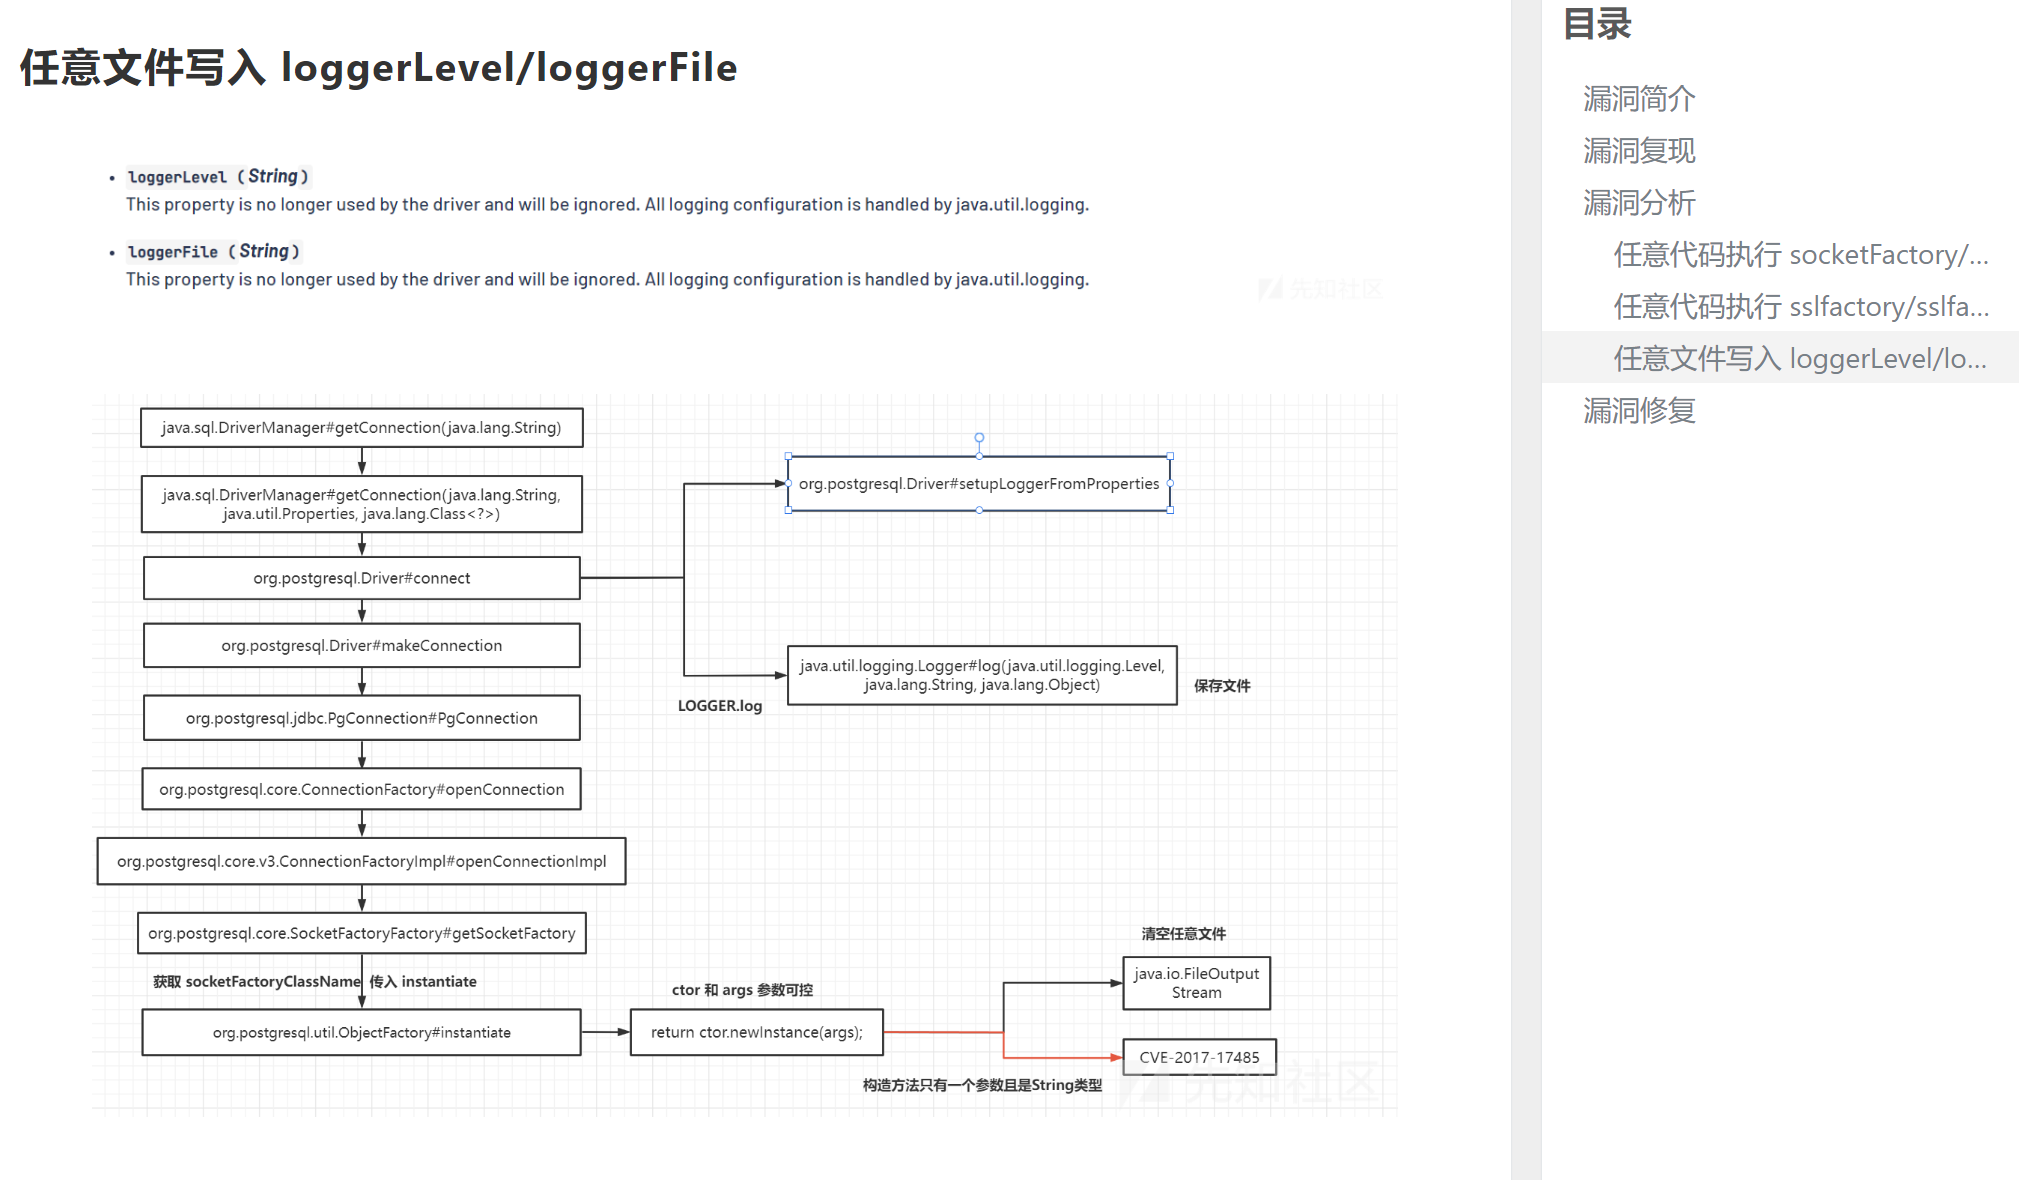 任意文件写入 loggerLevel/loggerFile
• loggerLevel (String)
This property is no longer used by the driver and will be ignored. All logging configuration is handled by java.util.logging.
• loggerFile (String)
This property is no longer used by the driver and will be ignored. All logging configuration is handled by java.util.logging.
先知社区
java.sql.DriverManager#getConnection(java.lang.String)
java.sql.DriverManager#getConnection(java.lang.String,
java.util.Properties, java.lang.Class<?>)
org.postgresql.Driver#connect
org.postgresql.Driver#makeConnection
org.postgresql.jdbc.PgConnection#PgConnection
org.postgresql.core.ConnectionFactory#openConnection
org.postgresql.core.v3.ConnectionFactoryImpl#openConnectionImpl
org.postgresql.core.SocketFactoryFactory#getSocketFactory
获取 socketFactoryClassName 传入 instantiate
org.postgresql.util.ObjectFactory#instantiate
org.postgresql.Driver#setupLoggerFromProperties
java.util.logging.Logger#log(java.util.logging.Level,
java.lang.String, java.lang.Object)
保存文件
LOGGER.log
ctor 和 args 参数可控
return ctor.newInstance(args);
清空任意文件
java.io.FileOutput
Stream
CVE-2017-17485
构造方法只有一个参数且是String类型
先知社区
目录
漏洞简介
漏洞复现
漏洞分析
任意代码执行 socketFactory/...
任意代码执行 sslfactory/sslfa...
任意文件写入 loggerLevel/lo...
漏洞修复